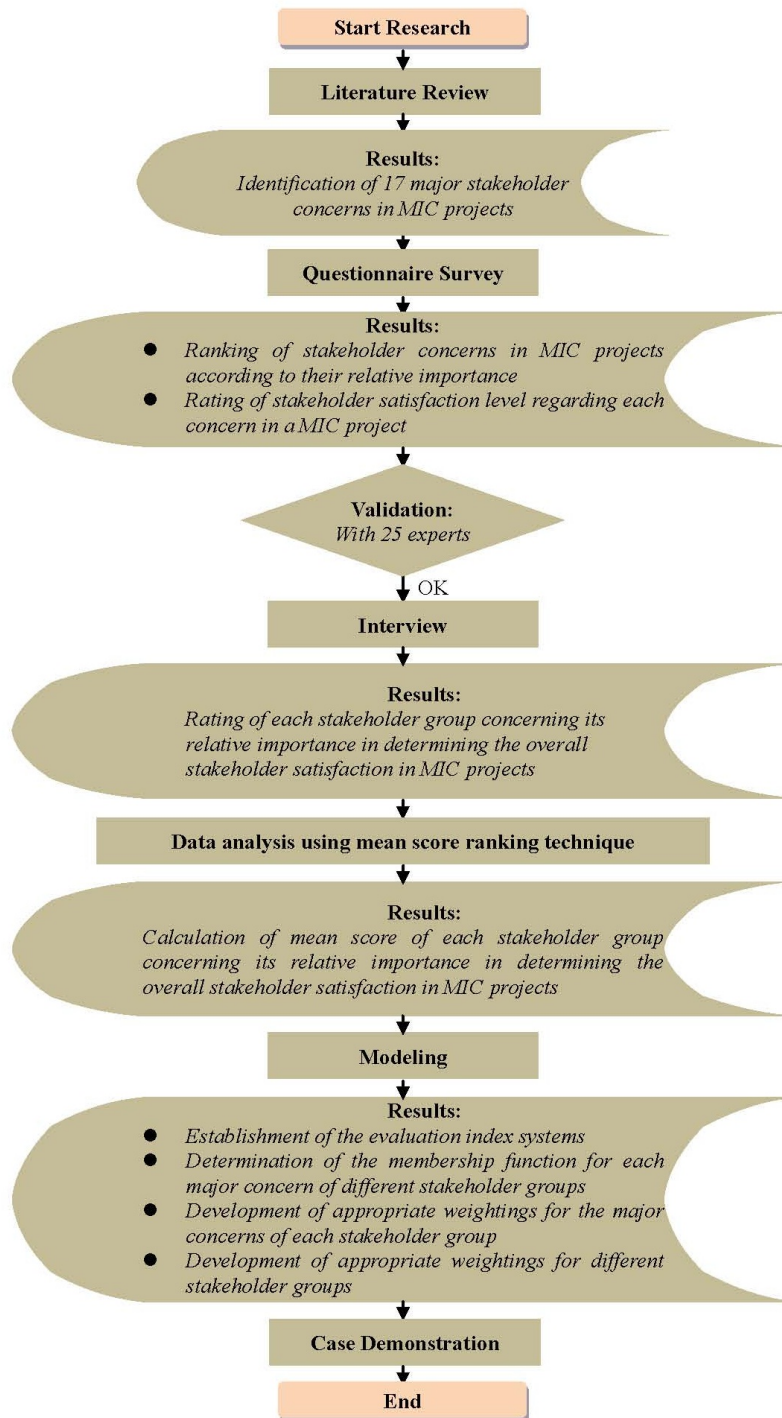 Start Research
Literature Review
Results:
Identification of 17 major stakeholder
concerns in MIC projects
Questionnaire Survey
Results:
● Ranking of stakeholder concerns in MIC projects
according to their relative importance
● Rating of stakeholder satisfaction level regarding each
concern in a MIC project
Validation:
With 25 experts
OK
Interview
Results:
Rating of each stakeholder group concerning its
relative importance in determining the overall
stakeholder satisfaction in MIC projects
Data analysis using mean score ranking technique
Results:
Calculation of mean score of each stakeholder group
concerning its relative importance in determining the
overall stakeholder satisfaction in MIC projects
Modeling
Results:
● Establishment of the evaluation index systems
● Determination of the membership function for each
major concern of different stakeholder groups
● Development of appropriate weightings for the major
concerns of each stakeholder group
● Development of appropriate weightings for different
stakeholder groups
Case Demonstration
End